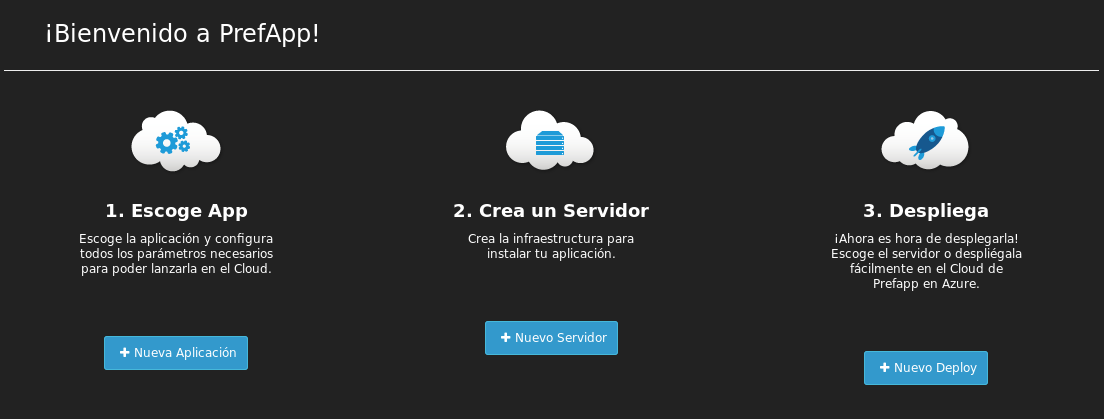 ¡Bienvenido a PrefApp!
1. Escoge App
Escoge la aplicación y configura
todos los parámetros necesarios
para poder lanzarla en el Cloud.
+ Nueva Aplicación
2. Crea un Servidor
Crea la infraestructura para
instalar tu aplicación.
+ Nuevo Servidor
3. Despliega
¡Ahora es hora de desplegarla!
Escoge el servidor o despliégala
fácilmente en el Cloud de
Prefapp en Azure.
+ Nuevo Deploy